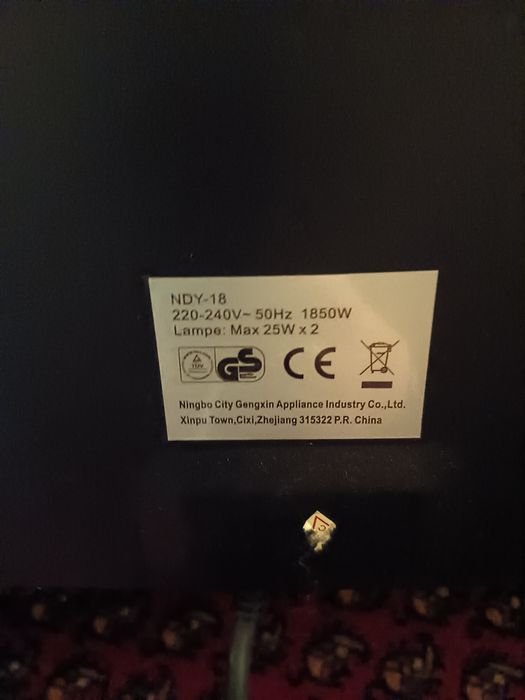 NDY-18
220-240V~ 50Hz 1850W
Lampe: Max 25W x 2
TÜV GS CE
Ningbo City Gengxin Appliance Industry Co.,Ltd.
Xinpu Town,Cixi,Zhejiang 315322 P.R. China